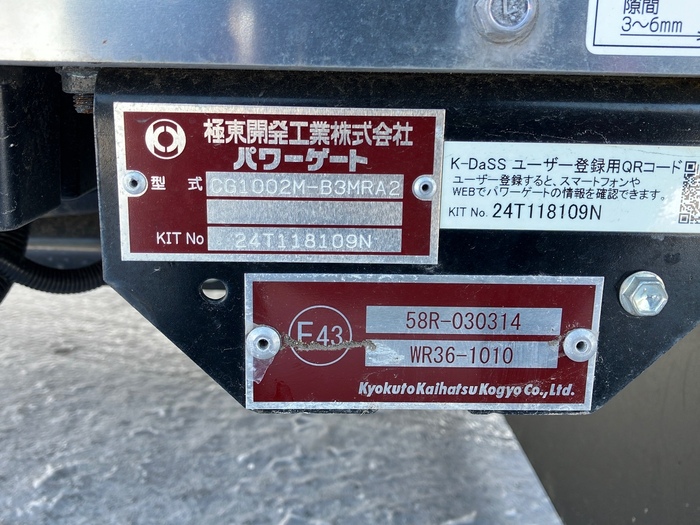 隙間
3～6mm
極東開発工業株式会社
パワーゲート
型 式 CG1002M-B3MRA2
KIT No 24T118109N
K-DaSS ユーザー登録用QRコード
ユーザー登録すると、スマートフォンや
WEBでパワーゲートの情報を確認できます。
KIT No. 24T118109N
E43
58R-030314
WR36-1010
Kyokuto Kaihatsu Kogyo Co., Ltd.